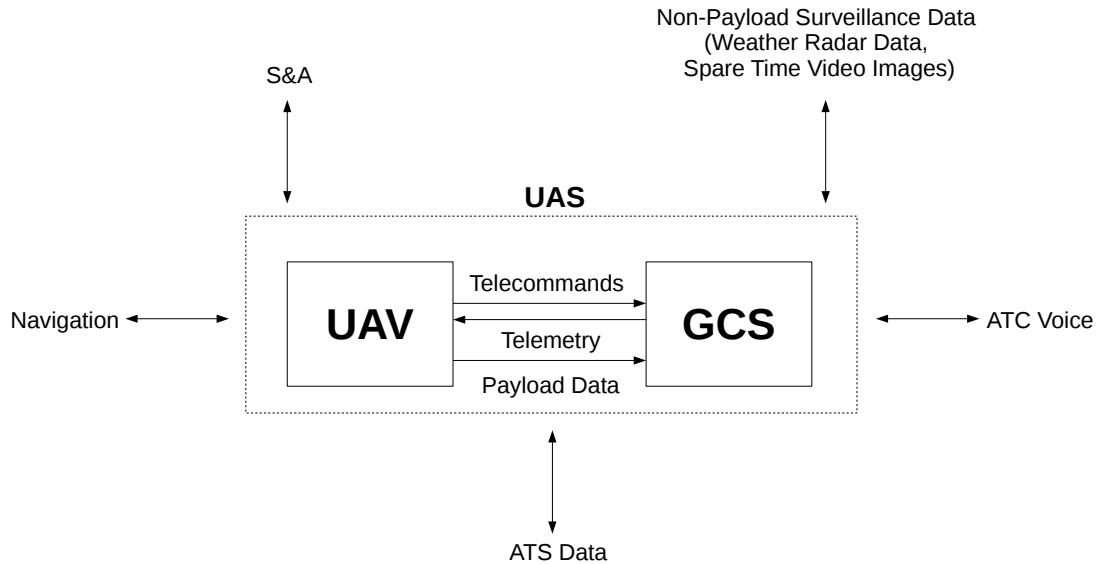 Non-Payload Surveillance Data
(Weather Radar Data,
Spare Time Video Images)
S&A
UAS
Telecommands
UAV
GCS
Navigation
ATC Voice
Telemetry
Payload Data
ATS Data